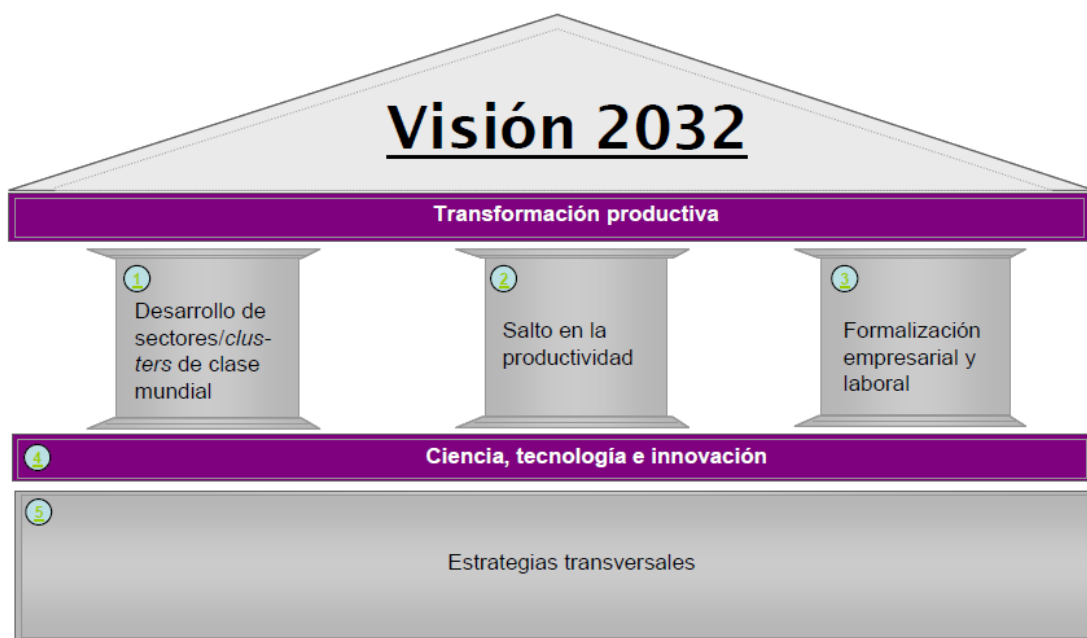 Visión 2032
Transformación productiva
1
Desarrollo de
sectores/clus-
ters de clase
mundial
2
Salto en la
productividad
3
Formalización
empresarial y
laboral
4
Ciencia, tecnología e innovación
5
Estrategias transversales